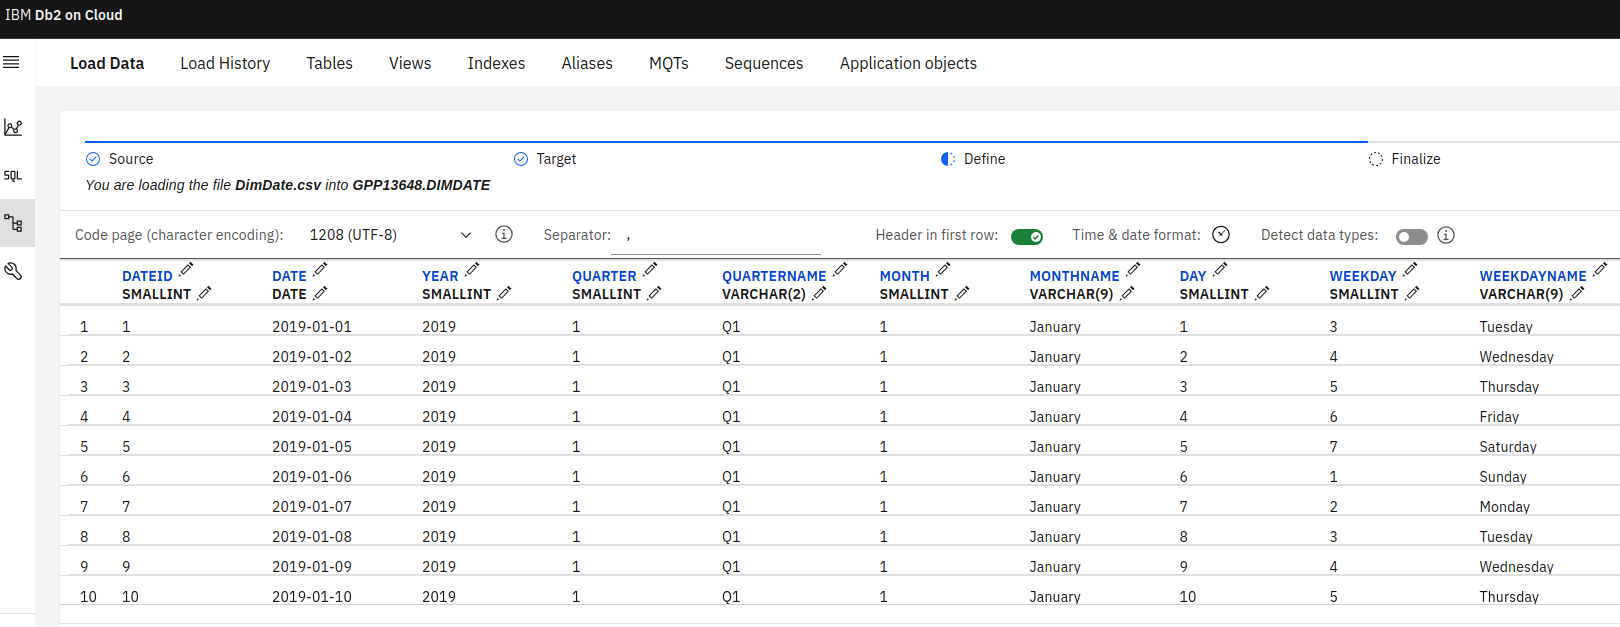 IBM Db2 on Cloud
Load Data Load History Tables Views Indexes Aliases MQTs Sequences Application objects
SQL
Source Target Define Finalize
You are loading the file DimDate.csv into GPP13648.DIMDATE
Code page (character encoding): 1208 (UTF-8) Separator: , Header in first row: Time & date format: Detect data types:
DATEID DATE YEAR QUARTER QUARTERNAME MONTH MONTHNAME DAY WEEKDAY WEEKDAYNAME
SMALLINT DATE SMALLINT SMALLINT VARCHAR(2) SMALLINT VARCHAR(9) SMALLINT SMALLINT VARCHAR(9)
1 1 2019-01-01 2019 1 Q1 1 January 1 3 Tuesday
2 2 2019-01-02 2019 1 Q1 1 January 2 4 Wednesday
3 3 2019-01-03 2019 1 Q1 1 January 3 5 Thursday
4 4 2019-01-04 2019 1 Q1 1 January 4 6 Friday
5 5 2019-01-05 2019 1 Q1 1 January 5 7 Saturday
6 6 2019-01-06 2019 1 Q1 1 January 6 1 Sunday
7 7 2019-01-07 2019 1 Q1 1 January 7 2 Monday
8 8 2019-01-08 2019 1 Q1 1 January 8 3 Tuesday
9 9 2019-01-09 2019 1 Q1 1 January 9 4 Wednesday
10 10 2019-01-10 2019 1 Q1 1 January 10 5 Thursday